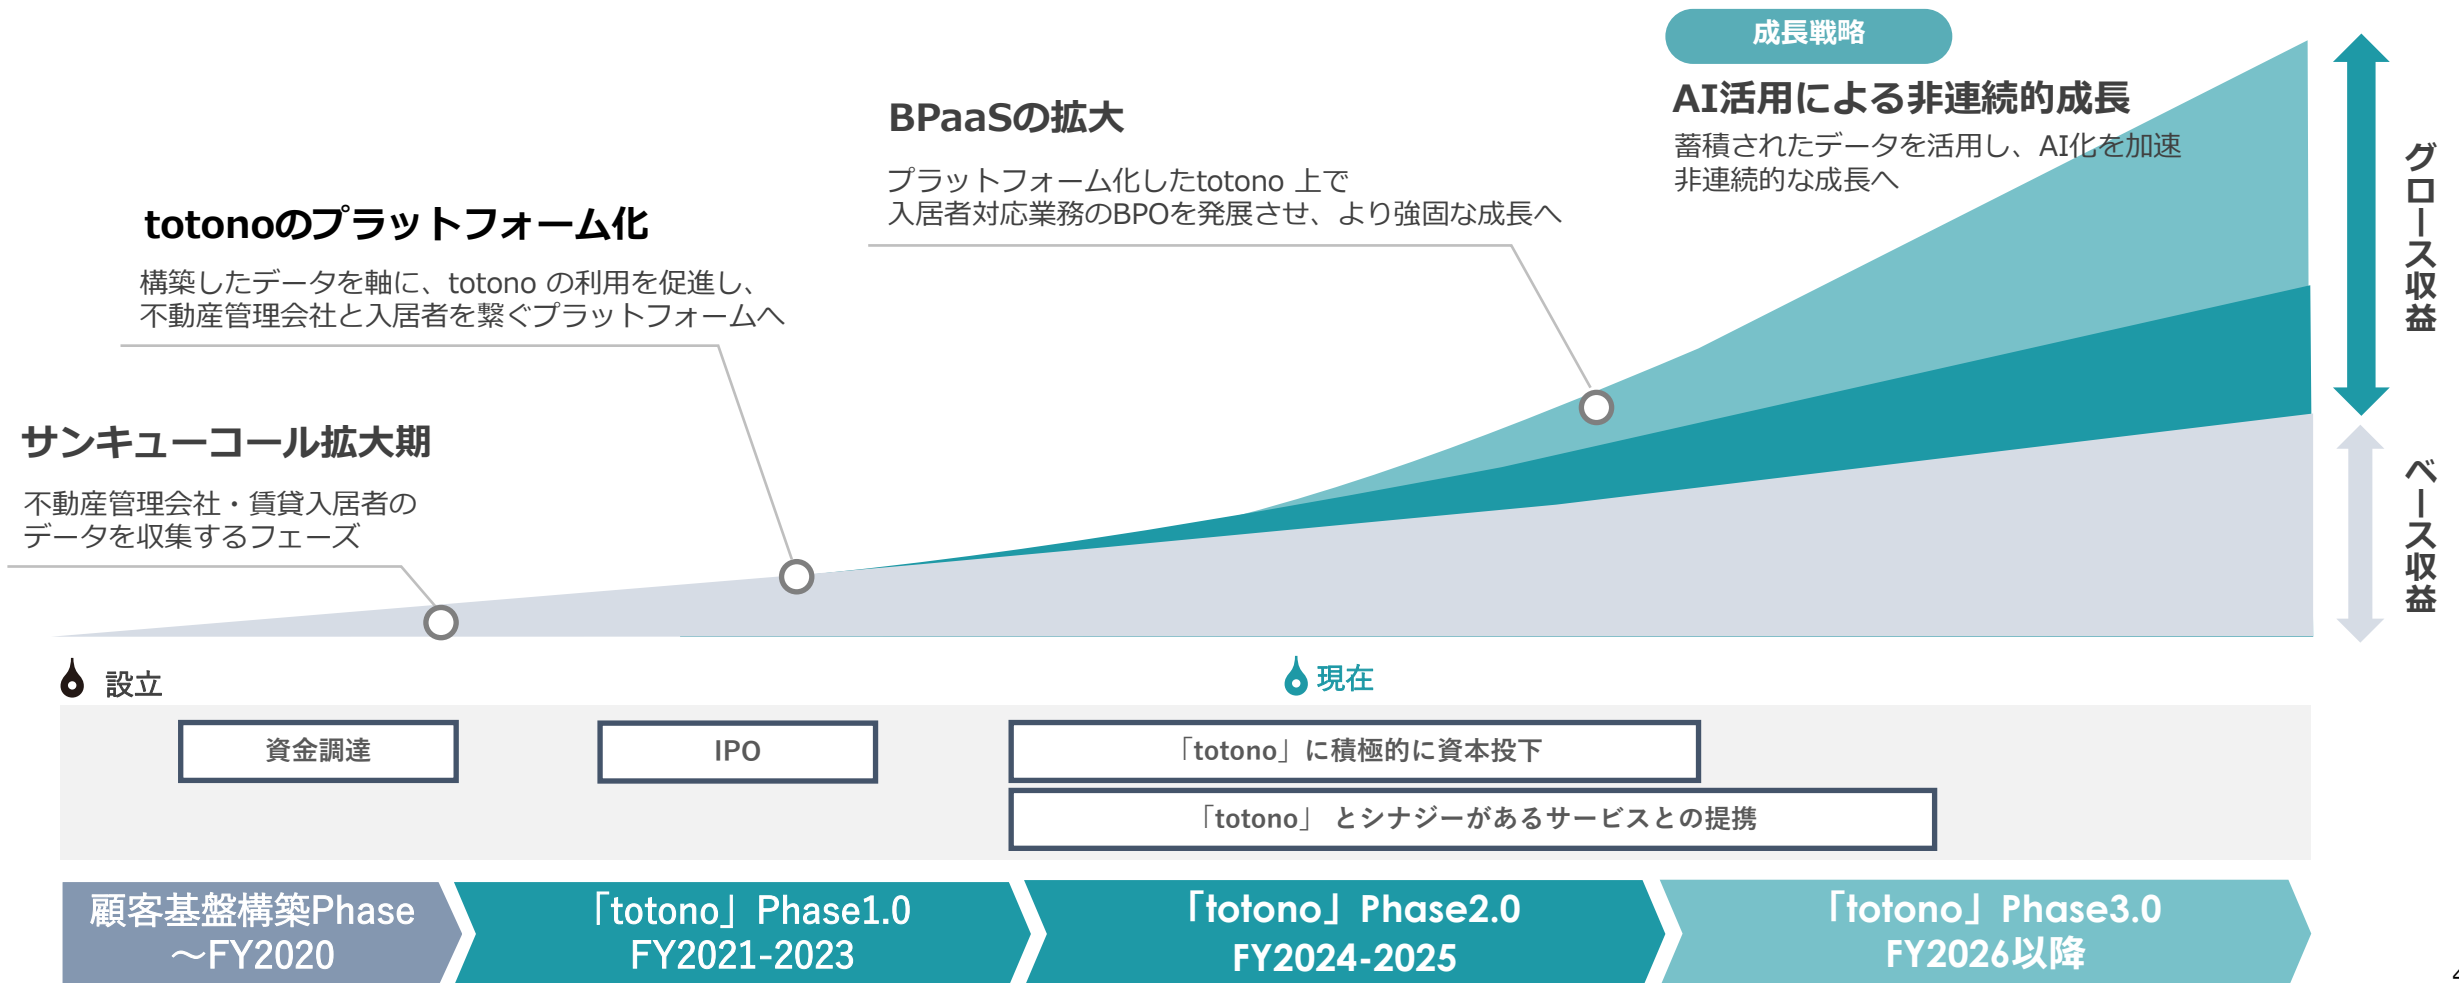 成長戦略
AI活用による非連続的成長
蓄積されたデータを活用し、AI化を加速
非連続的な成長へ
BPaaSの拡大
プラットフォーム化したtotono 上で
入居者対応業務のBPOを発展させ、より強固な成長へ
totonoのプラットフォーム化
構築したデータを軸に、totono の利用を促進し、
不動産管理会社と入居者を繋ぐプラットフォームへ
サンキューコール拡大期
不動産管理会社・賃貸入居者の
データを収集するフェーズ
グロース収益
ベース収益
設立
現在
資金調達
IPO
「totono」に積極的に資本投下
「totono」 とシナジーがあるサービスとの提携
顧客基盤構築Phase
～FY2020
「totono」Phase1.0
FY2021-2023
「totono」Phase2.0
FY2024-2025
「totono」Phase3.0
FY2026以降